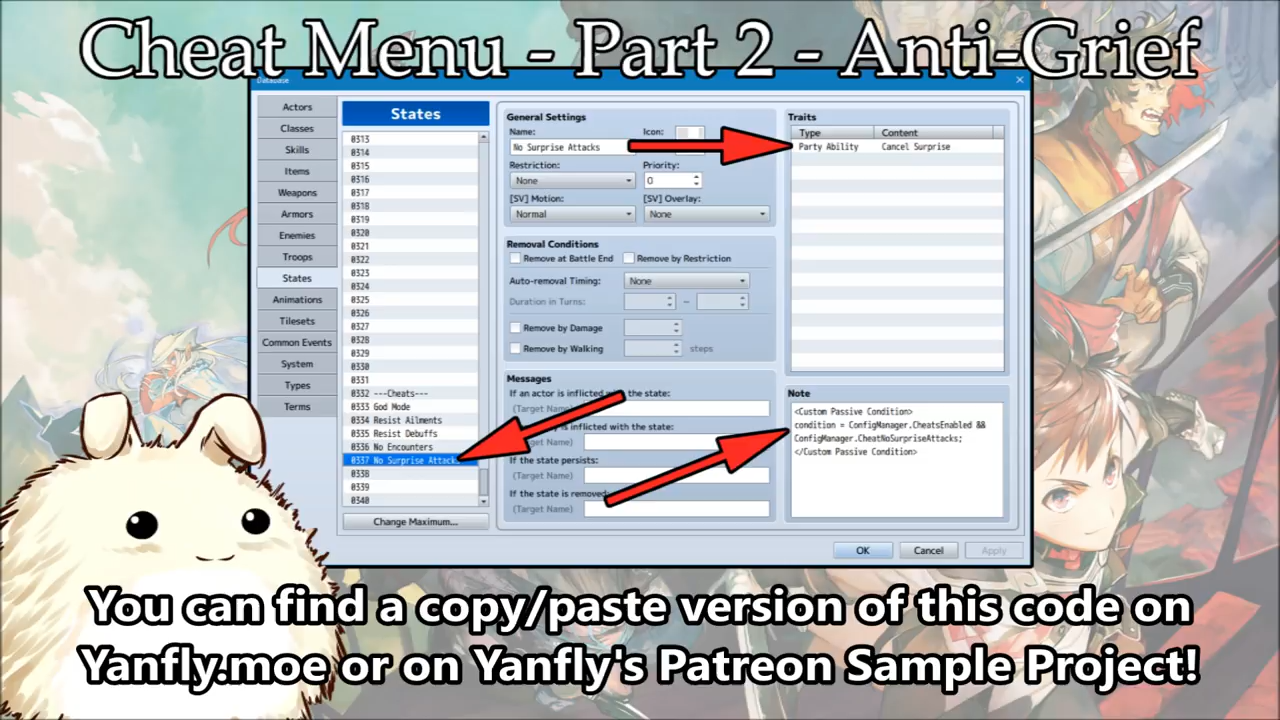 Cheat Menu - Part 2 - Anti-Grief
Database
Actors
Classes
Skills
Items
Weapons
Armors
Enemies
Troops
States
Animations
Tilesets
Common Events
System
Types
Terms
States
0313
0314
0315
0316
0317
0318
0319
0320
0321
0322
0323
0324
0325
0326
0327
0328
0329
0330
0331
0332 ---Cheats---
0333 God Mode
0334 Resist Ailments
0335 Resist Debuffs
0336 No Encounters
0337 No Surprise Attacks
0338
0339
0340
Change Maximum...
General Settings
Name: Icon:
No Surprise Attacks
Restriction: Priority:
None 0
[SV] Motion: [SV] Overlay:
Normal None
Removal Conditions
Remove at Battle End Remove by Restriction
Auto-removal Timing: None
Duration in Turns: ~
Remove by Damage
Remove by Walking steps
Messages
If an actor is inflicted with the state:
(Target Name)
is inflicted with the state:
Target Name)
If the state persists:
(Target Name)
If the state is removed:
(Target Name)
Traits
Type Content
Party Ability Cancel Surprise
Note
<Custom Passive Condition>
condition = ConfigManager.CheatsEnabled &&
ConfigManager.CheatNoSurpriseAttacks;
</Custom Passive Condition>
OK Cancel Apply
You can find a copy/paste version of this code on
Yanfly.moe or on Yanfly's Patreon Sample Project!